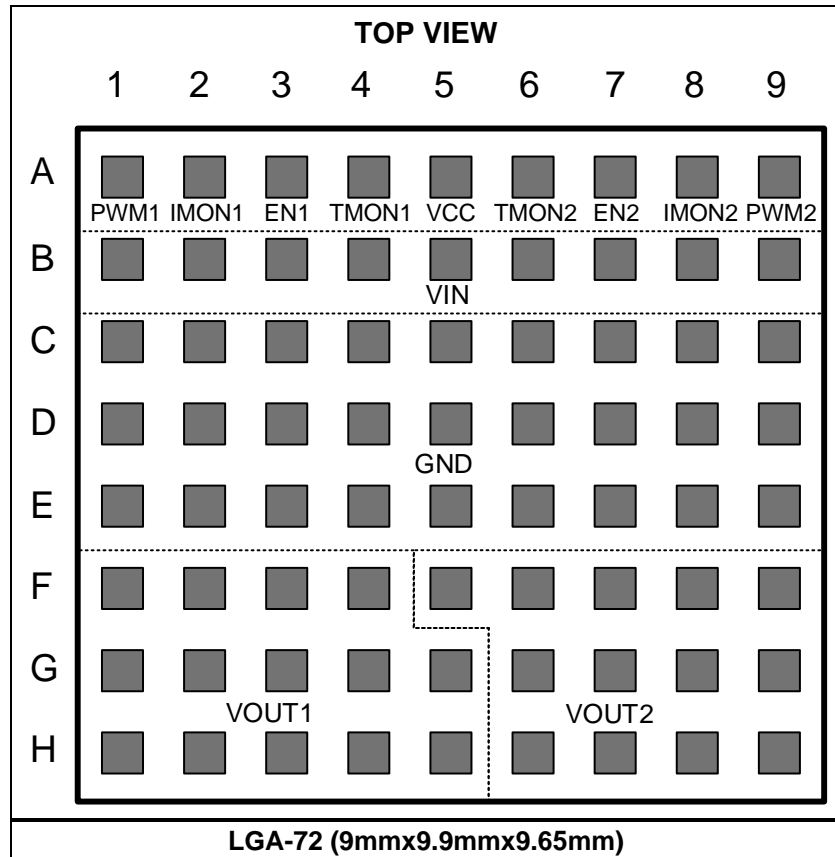 TOP VIEW
1 2 3 4 5 6 7 8 9
A
PWM1 IMON1 EN1 TMON1 VCC TMON2 EN2 IMON2 PWM2
B
VIN
C
D
GND
E
F
G
VOUT1 VOUT2
H
LGA-72 (9mmx9.9mmx9.65mm)